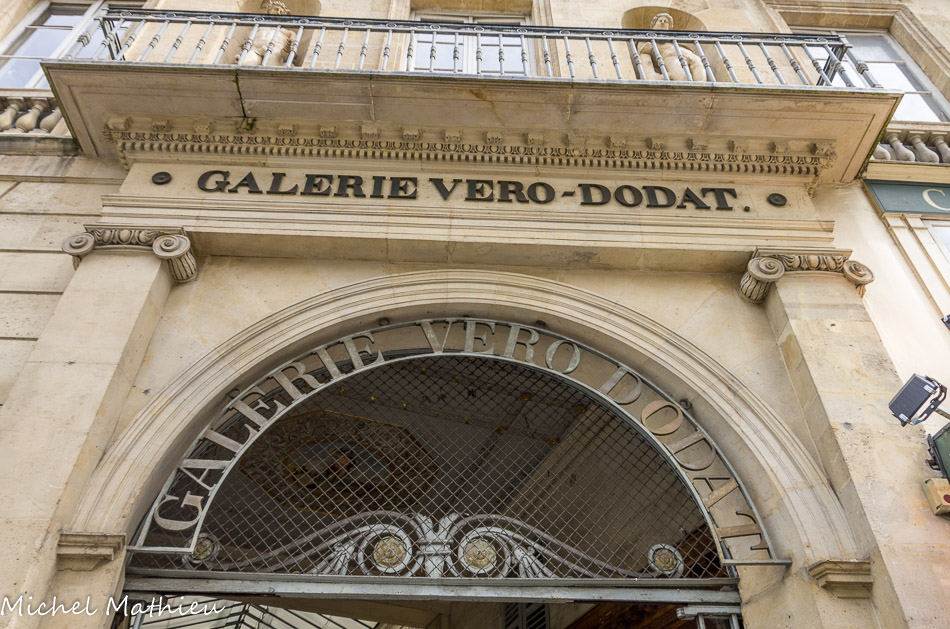 GALERIE VERO-DODAT.
GALERIE VERO DODAT
C
Michel Mathieu